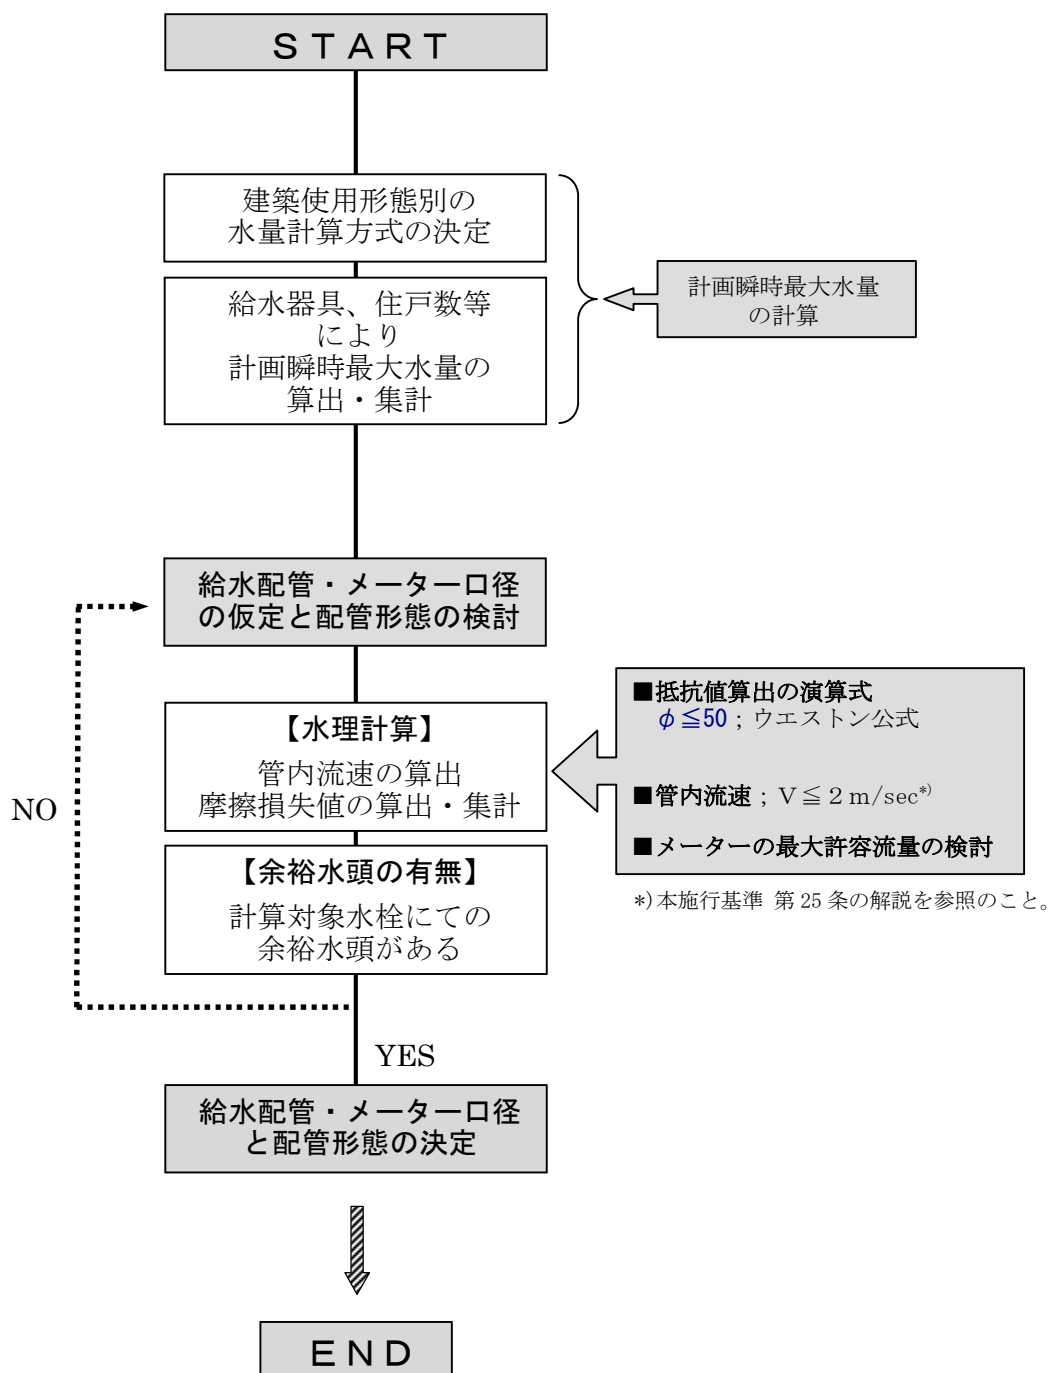 ＳＴＡＲＴ
建築使用形態別の
水量計算方式の決定
給水器具、住戸数等
により
計画瞬時最大水量の
算出・集計
計画瞬時最大水量
の計算
給水配管・メーター口径
の仮定と配管形態の検討
【水理計算】
管内流速の算出
摩擦損失値の算出・集計
■抵抗値算出の演算式
φ≦50；ウエストン公式
■管内流速；Ｖ≦２m/sec*)
■メーターの最大許容流量の検討
*)本施行基準 第25条の解説を参照のこと。
NO
【余裕水頭の有無】
計算対象水栓にての
余裕水頭がある
YES
給水配管・メーター口径
と配管形態の決定
ＥＮＤ